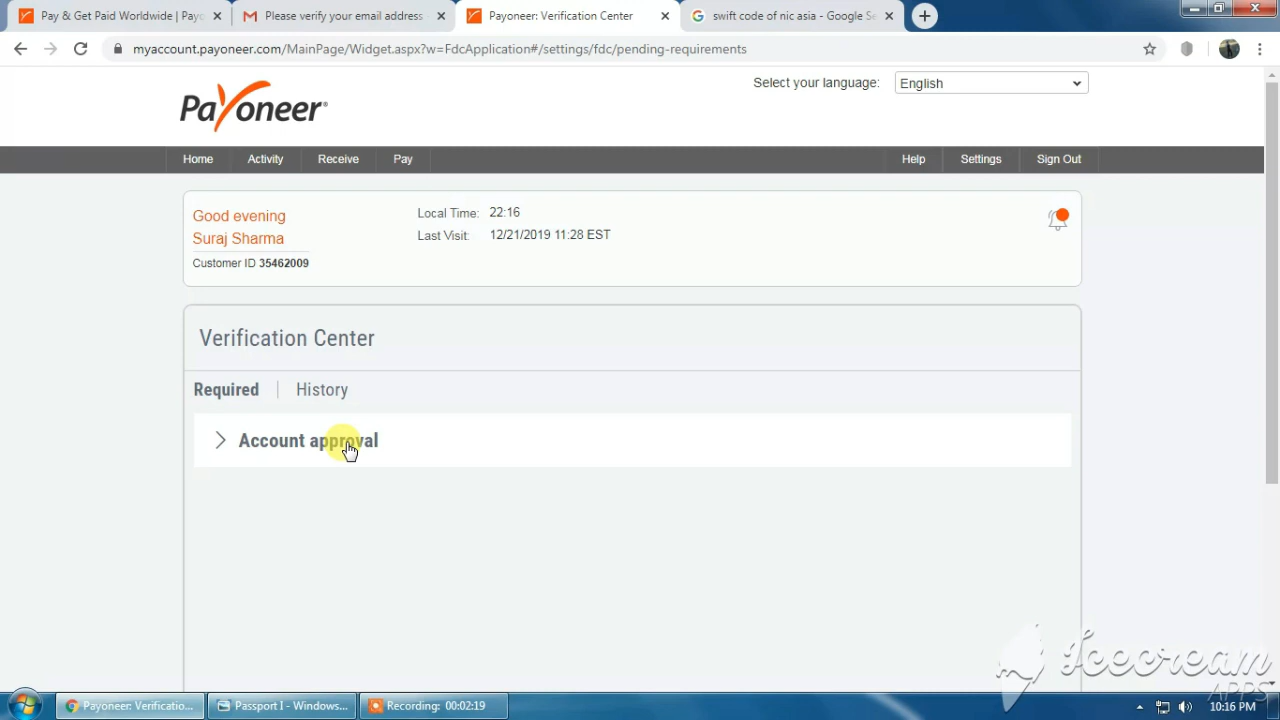 Pay & Get Paid Worldwide | Payo
Please verify your email address
Payoneer: Verification Center
swift code of nic asia - Google Se
myaccount.payoneer.com/MainPage/Widget.aspx?w=FdcApplication#/settings/fdc/pending-requirements
Select your language: English
Payoneer
Home Activity Receive Pay Help Settings Sign Out
Good evening
Suraj Sharma
Customer ID 35462009
Local Time: 22:16
Last Visit: 12/21/2019 11:28 EST
Verification Center
Required | History
Account approval
Icecream
APPS
Payoneer: Verificatio...
Passport I - Windows...
Recording: 00:02:19
10:16 PM